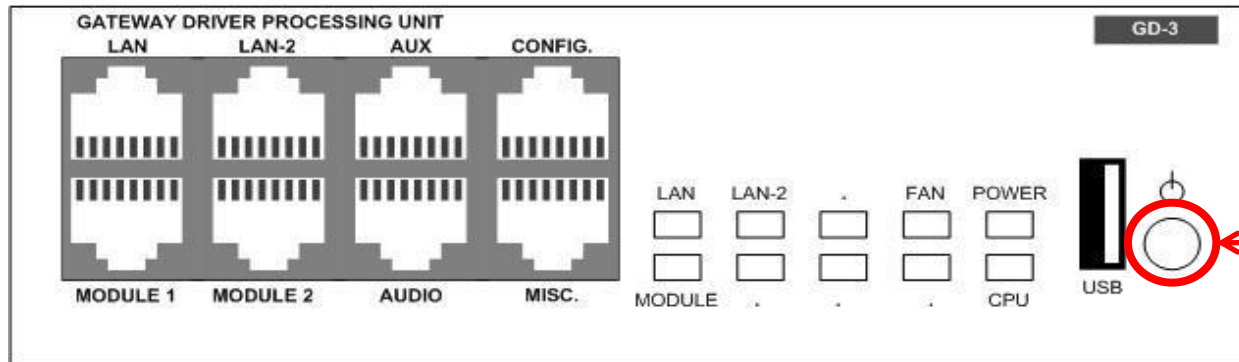 GATEWAY DRIVER PROCESSING UNIT
GD-3
LAN LAN-2 AUX CONFIG.
LAN LAN-2 . FAN POWER
MODULE 1 MODULE 2 AUDIO MISC.
MODULE . . . CPU
USB